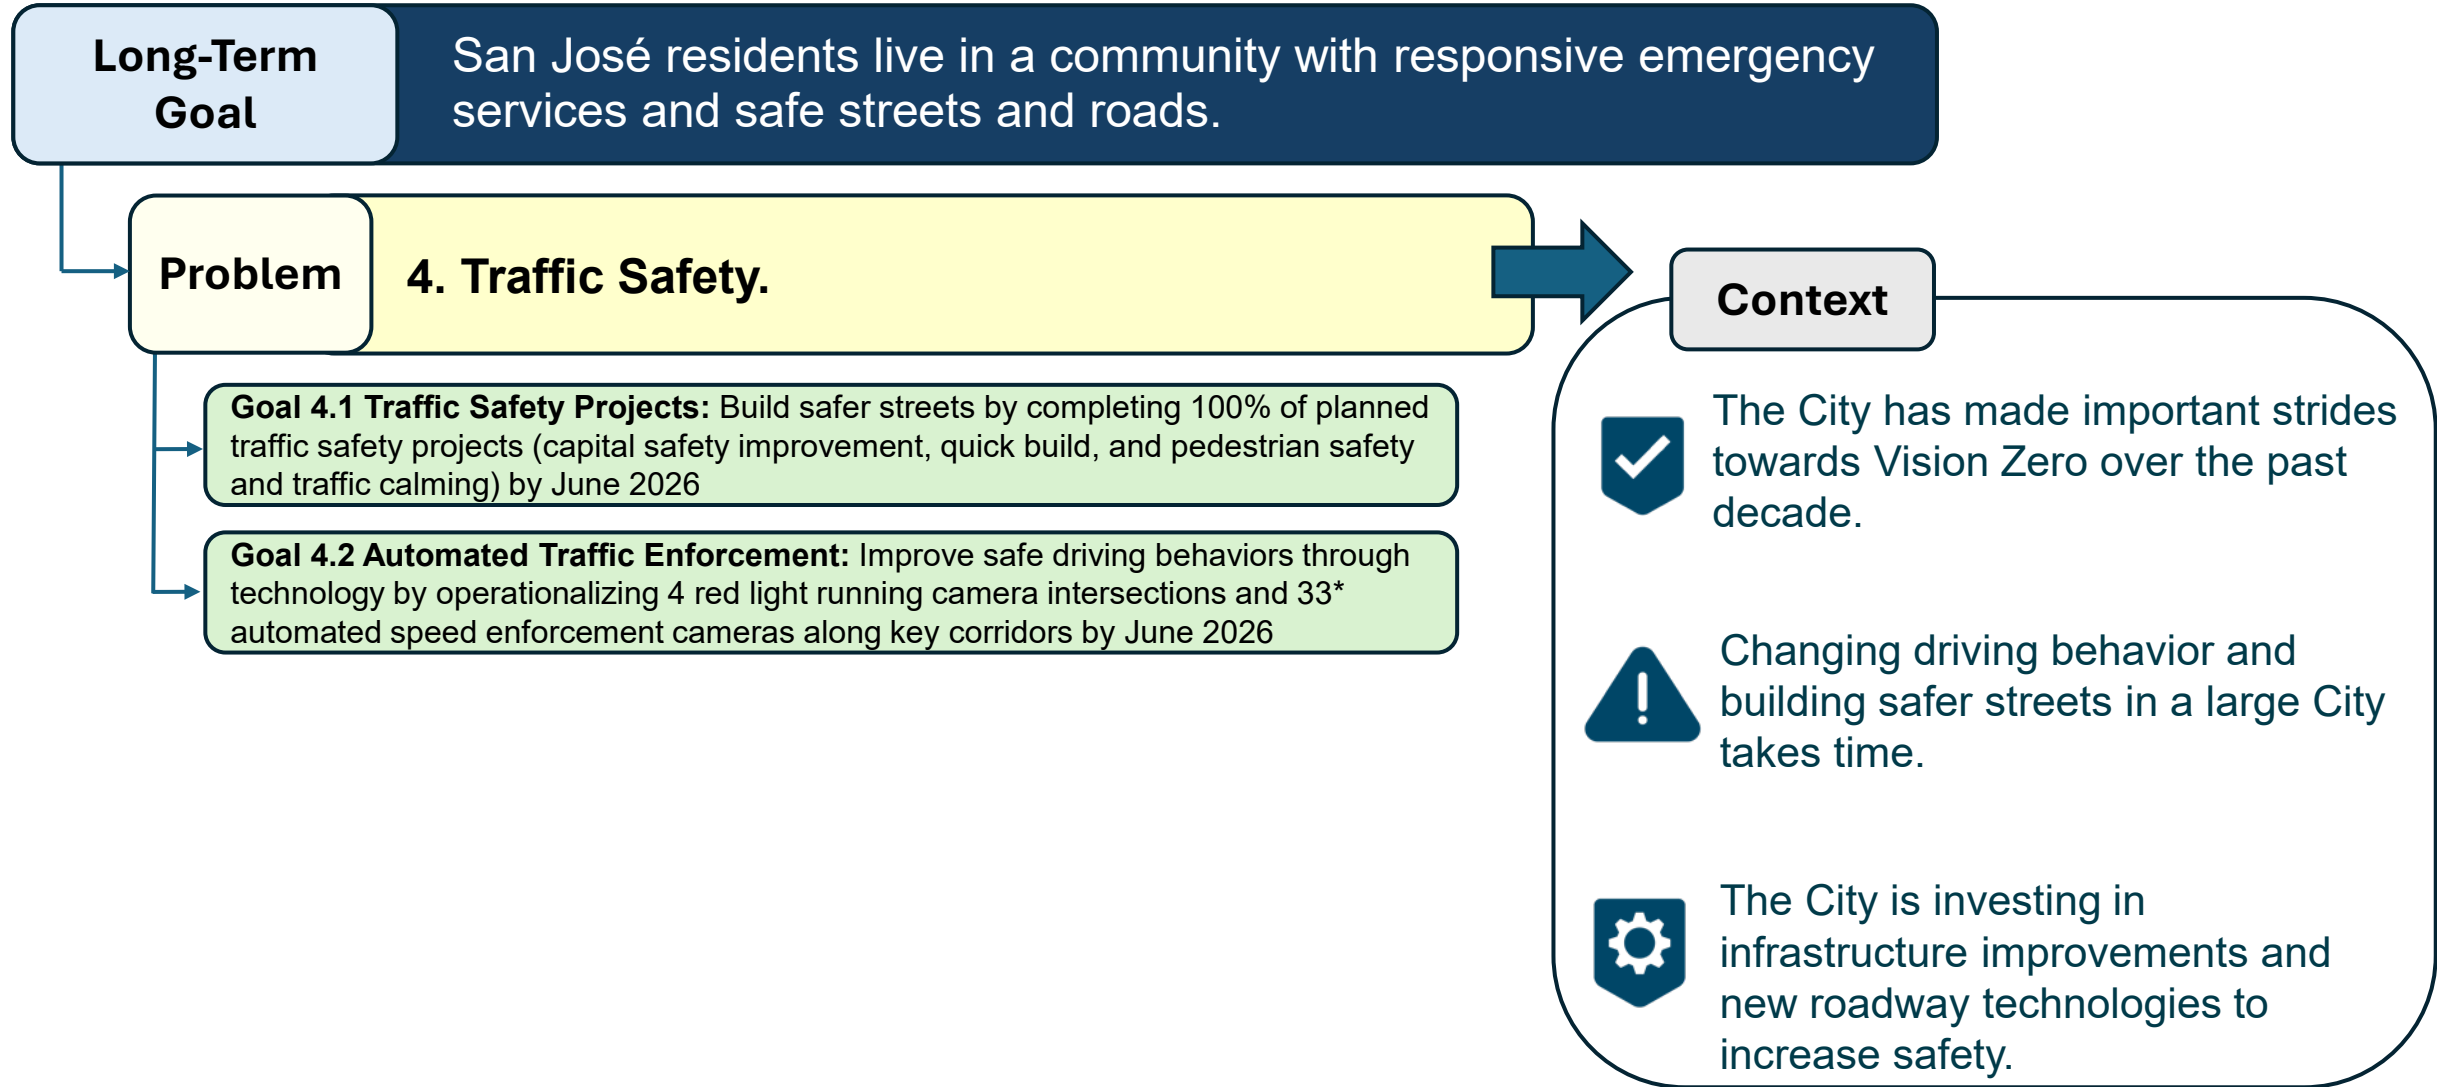 Long-Term
Goal
San José residents live in a community with responsive emergency
services and safe streets and roads.
Problem
4. Traffic Safety.
Goal 4.1 Traffic Safety Projects: Build safer streets by completing 100% of planned
traffic safety projects (capital safety improvement, quick build, and pedestrian safety
and traffic calming) by June 2026
Goal 4.2 Automated Traffic Enforcement: Improve safe driving behaviors through
technology by operationalizing 4 red light running camera intersections and 33*
automated speed enforcement cameras along key corridors by June 2026
Context
The City has made important strides
towards Vision Zero over the past
decade.
Changing driving behavior and
building safer streets in a large City
takes time.
The City is investing in
infrastructure improvements and
new roadway technologies to
increase safety.